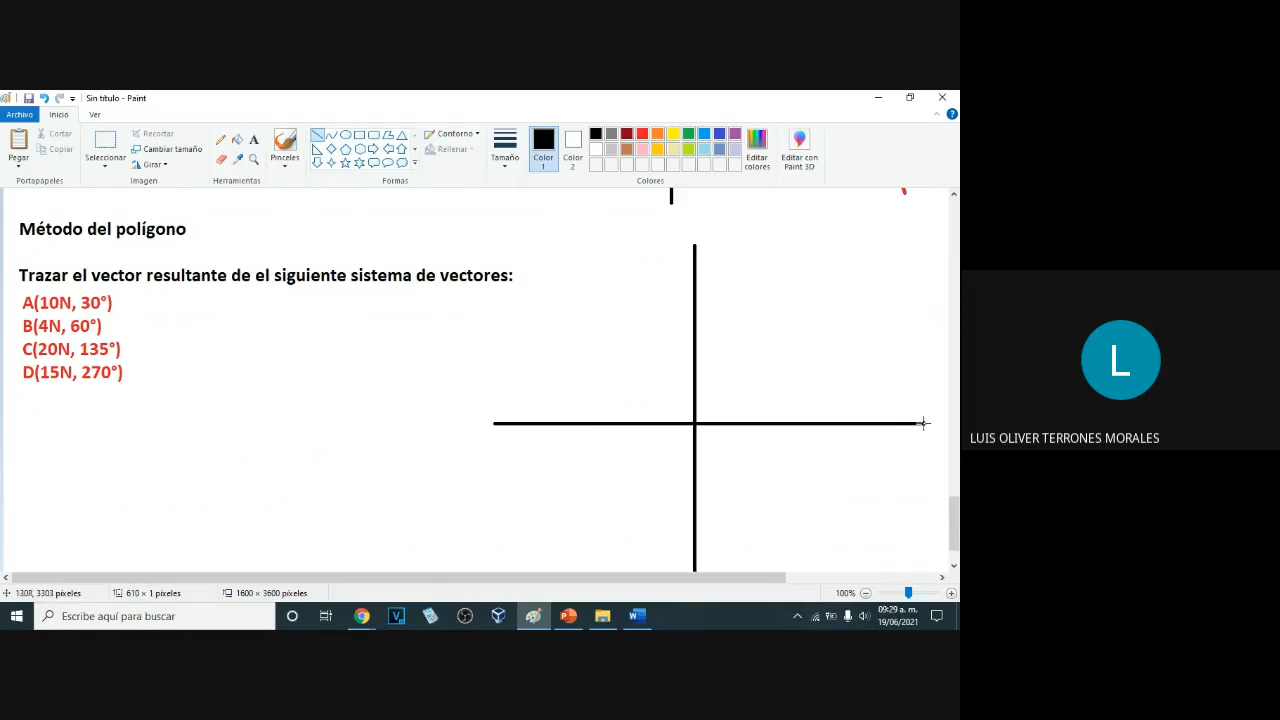 Sin título - Paint
Archivo Inicio Ver
Pegar
Cortar
Copiar
Portapapeles
Seleccionar
Recortar
Cambiar tamaño
Girar
Imagen
A
Herramientas
Pinceles
Contorno
Rellenar
Formas
Tamaño
Color 1
Color 2
Editar colores
Editar con Paint 3D
Colores
Método del polígono
Trazar el vector resultante de el siguiente sistema de vectores:
A(10N, 30°)
B(4N, 60°)
C(20N, 135°)
D(15N, 270°)
L
LUIS OLIVER TERRONES MORALES
1308, 3303 píxeles 610 × 1 píxeles 1600 × 3600 píxeles 100%
Escribe aquí para buscar
09:29 a. m.
19/06/2021